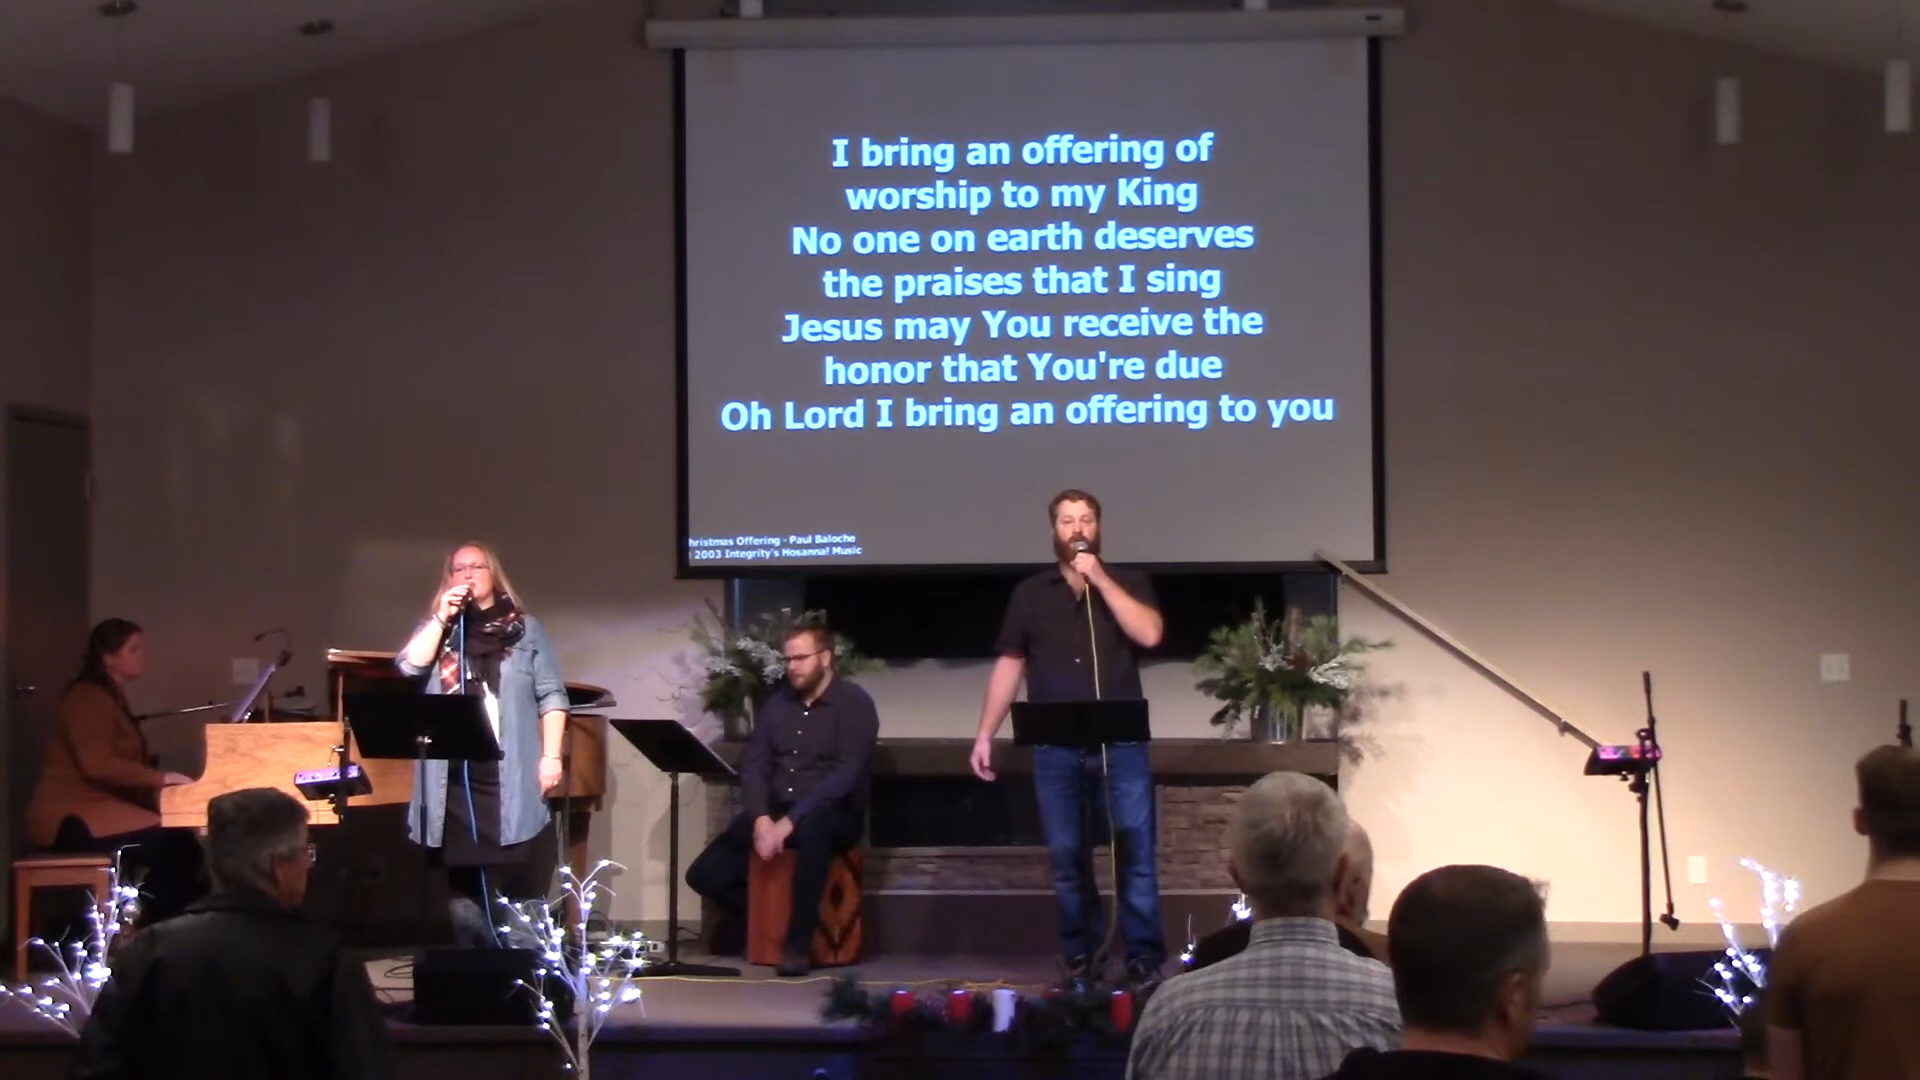 I bring an offering of
worship to my King
No one on earth deserves
the praises that I sing
Jesus may You receive the
honor that You're due
Oh Lord I bring an offering to you
hristmas Offering - Paul Baloche
2003 Integrity's Hosanna! Music